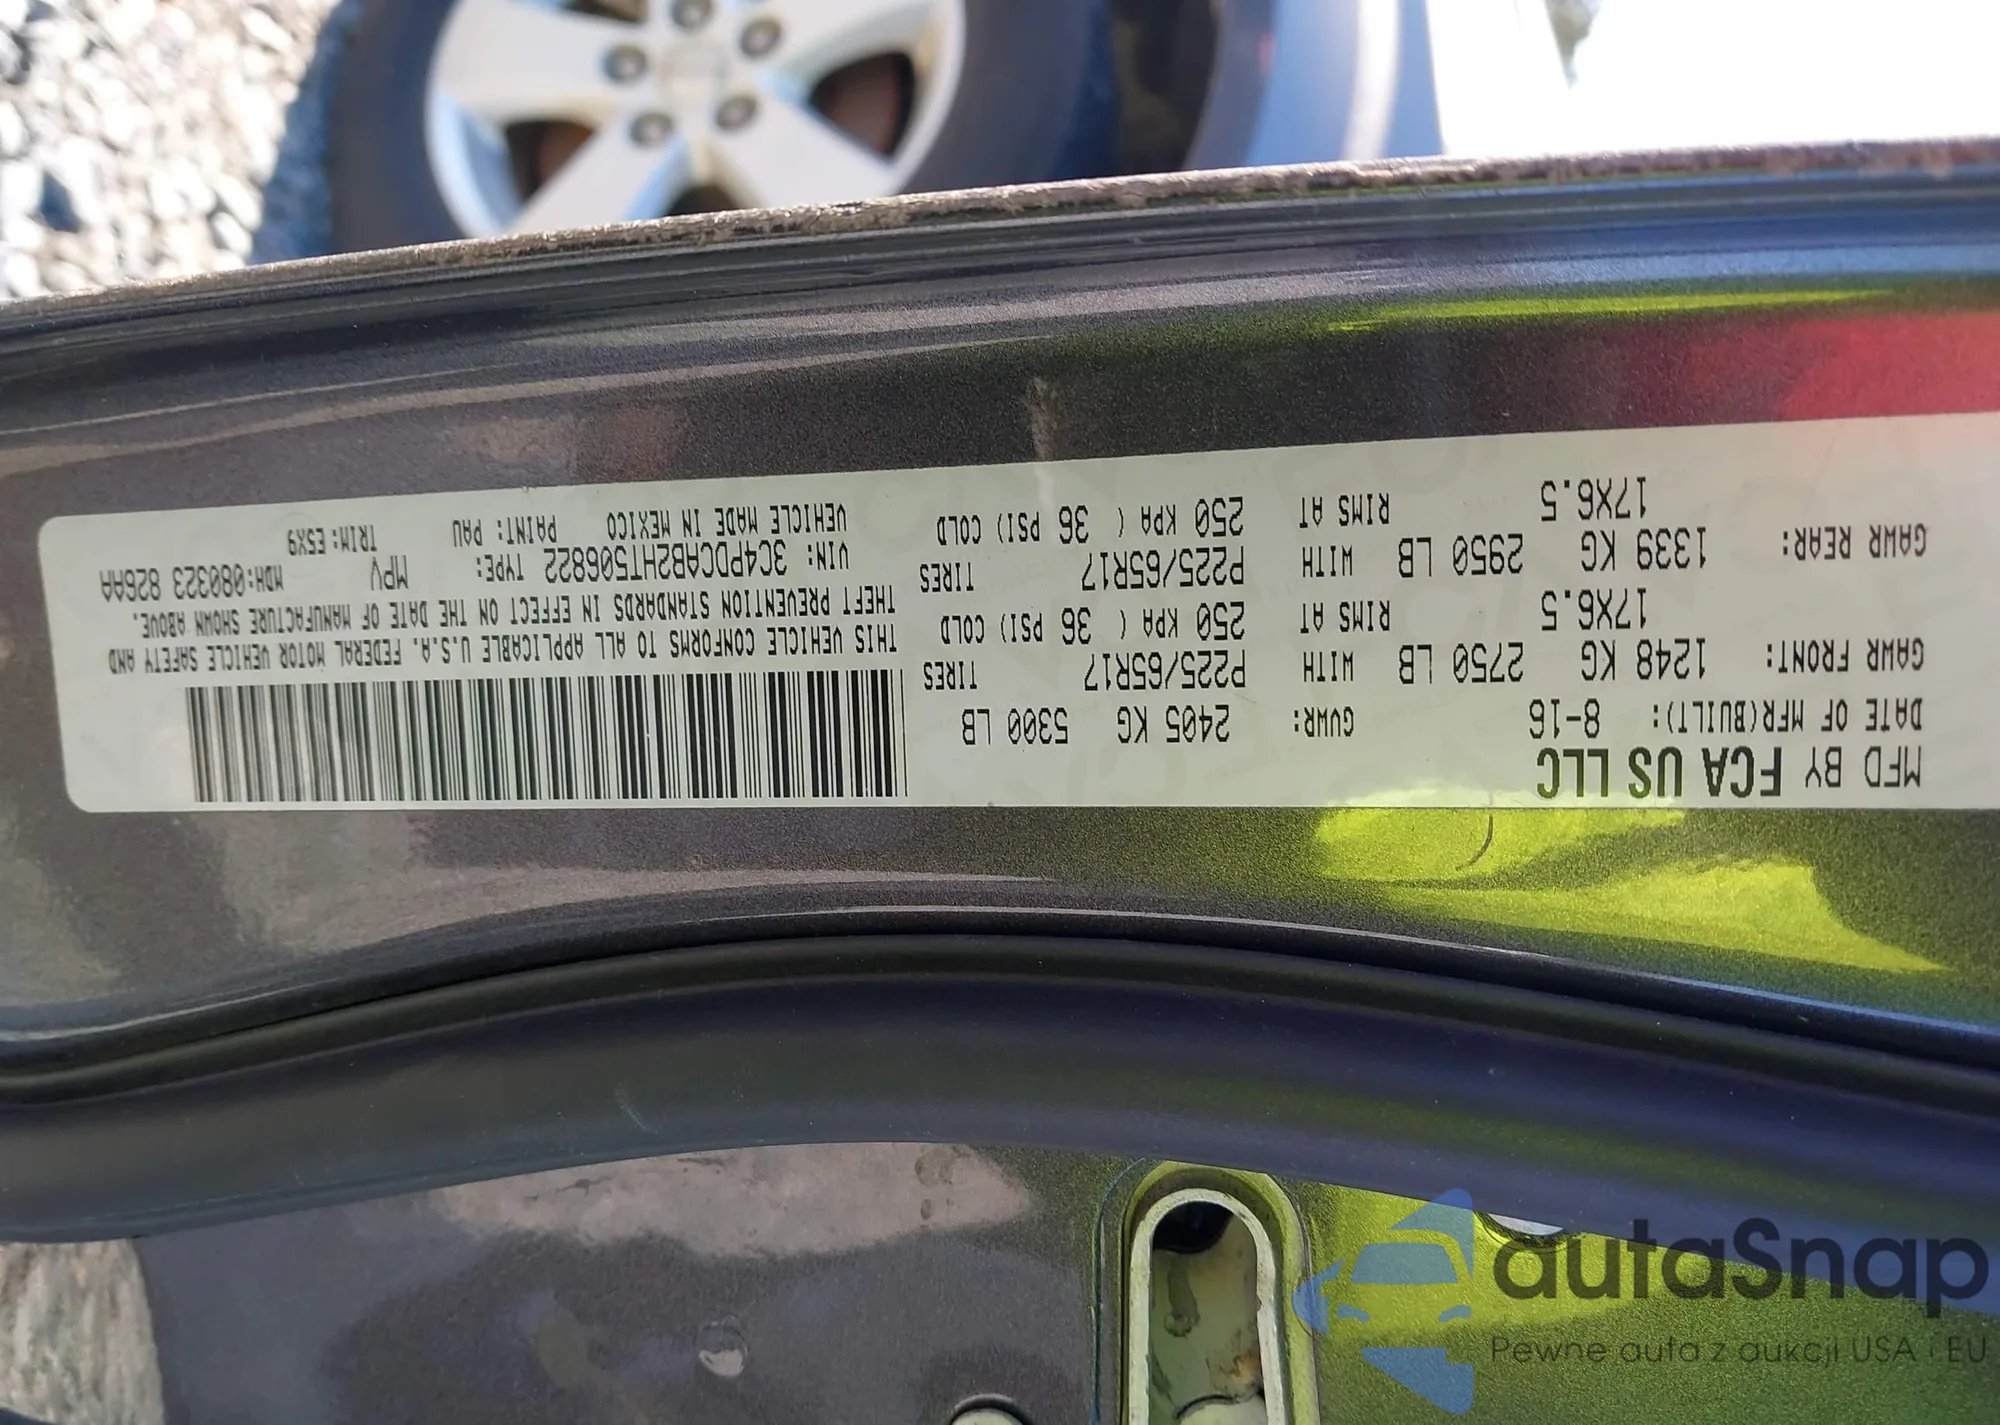 MFD BY FCA US LLC
DATE OF MFR(BUILT): 8-16 GVWR: 2405 KG 5300 LB
GAWR FRONT: 1248 KG 2750 LB WITH P225/65R17 TIRES
17X6.5 RIMS AT 250 KPA ( 36 PSI) COLD
GAWR REAR: 1339 KG 2950 LB WITH P225/65R17 TIRES
17X6.5 RIMS AT 250 KPA ( 36 PSI) COLD
THIS VEHICLE CONFORMS TO ALL APPLICABLE U.S.A. FEDERAL MOTOR VEHICLE SAFETY AND
THEFT PREVENTION STANDARDS IN EFFECT ON THE DATE OF MANUFACTURE SHOWN ABOVE.
VIN: 3C4PDCAB2HT506822 TYPE: MPV MDH: 080323 826AA
VEHICLE MADE IN MEXICO PAINT: PAU TRIM: E5X9
autaSnap
Pewne auta z aukcji USA i EU